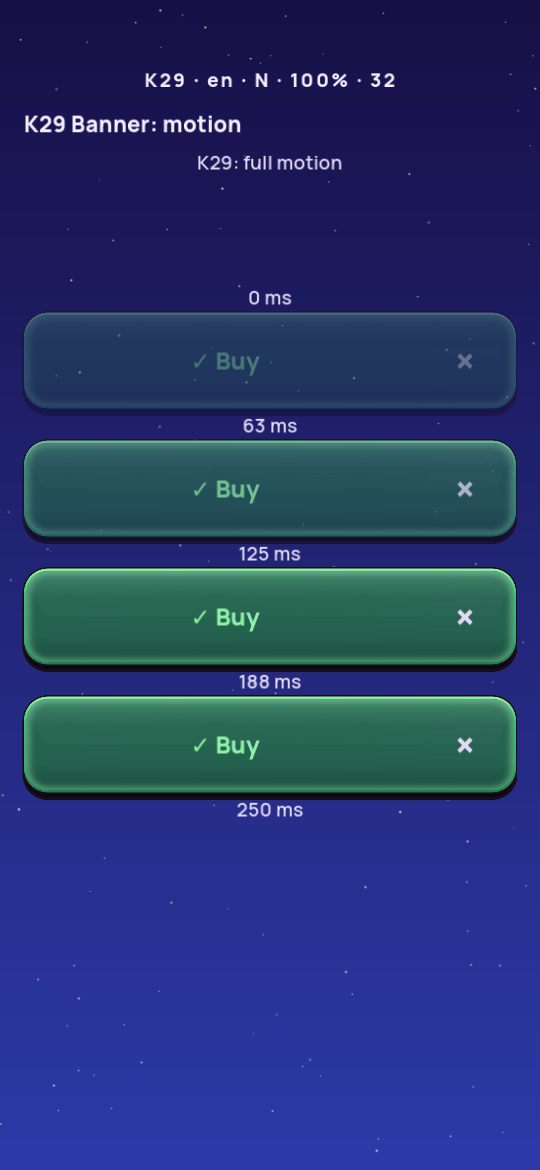 K29 · en · N · 100% · 32
K29 Banner: motion
K29: full motion
0 ms
✓ Buy ×
63 ms
✓ Buy ×
125 ms
✓ Buy ×
188 ms
✓ Buy ×
250 ms